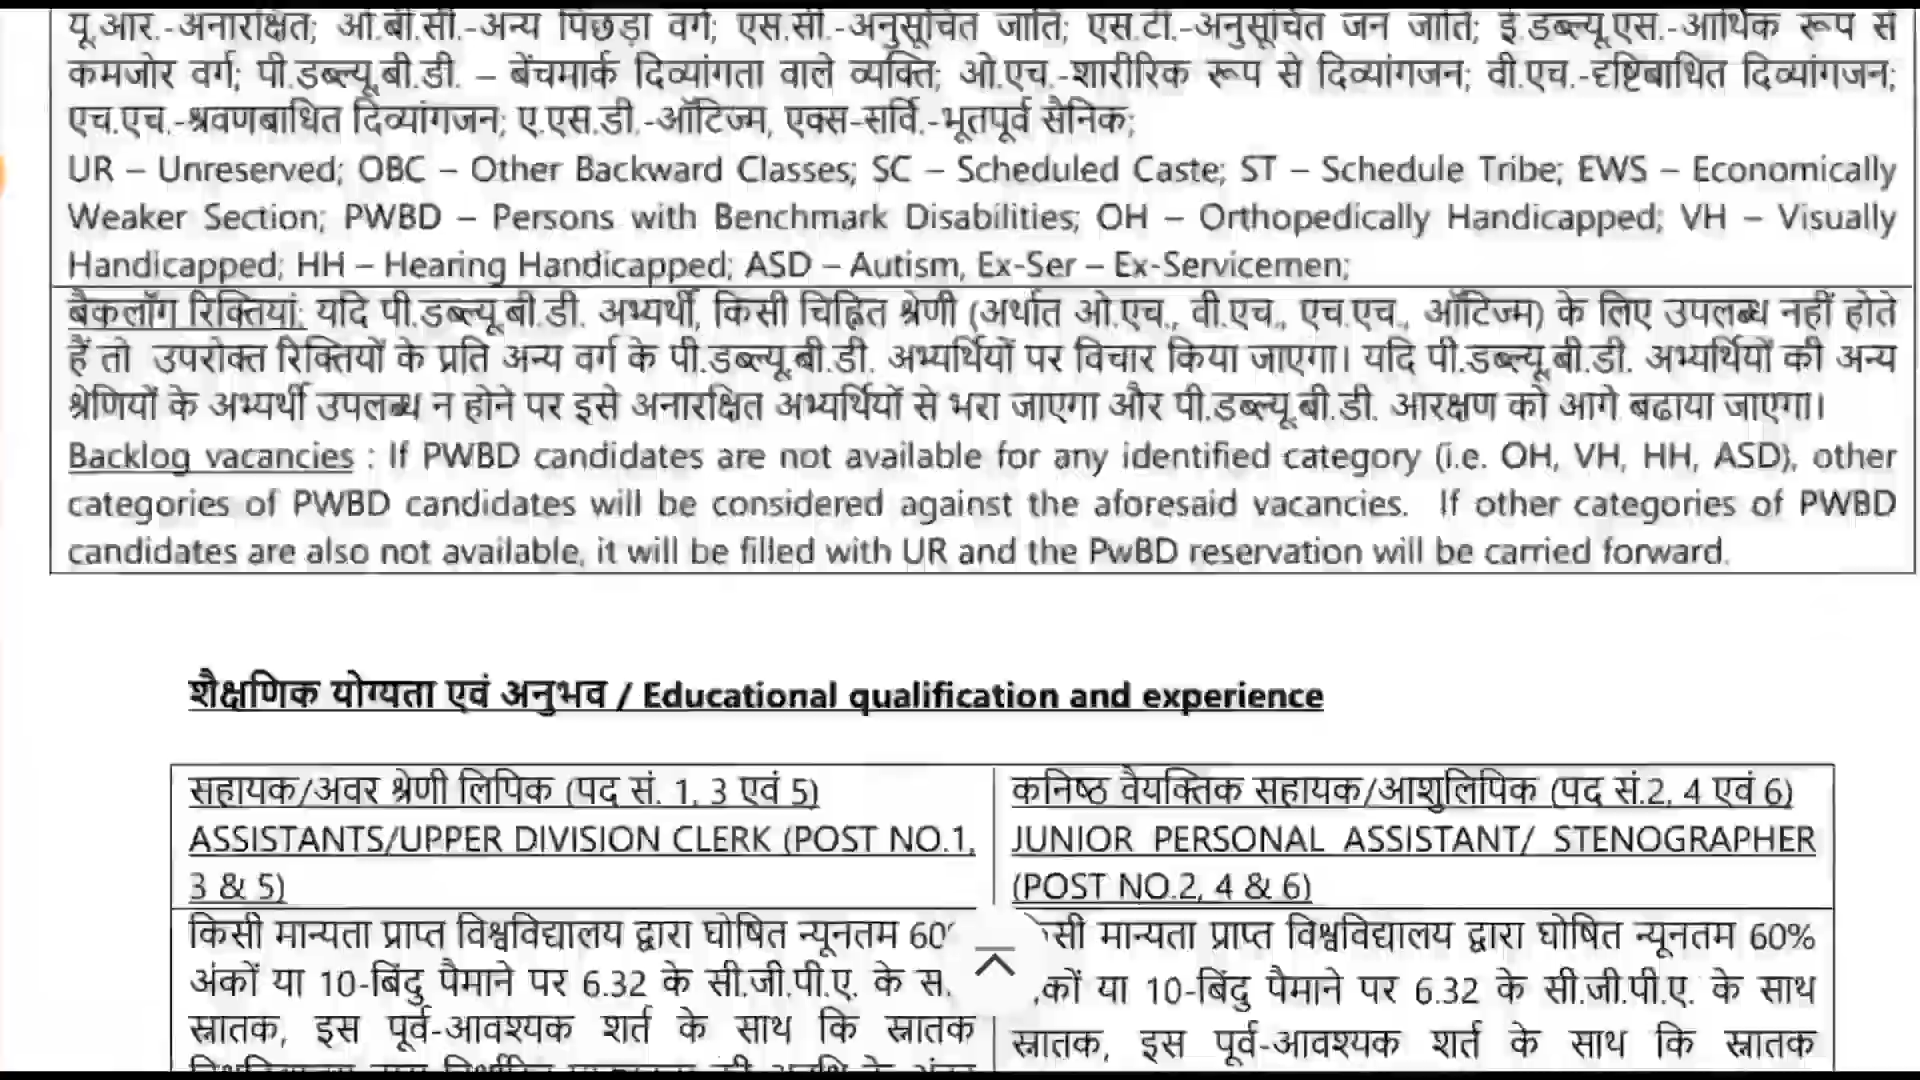 यू.आर.-अनारक्षित; ओ.बी.सी.-अन्य पिछड़ा वर्ग; एस.सी.-अनुसूचित जाति; एस.टी.-अनुसूचित जन जाति; ई.डब्ल्यू.एस.-आर्थिक रूप से
कमजोर वर्ग; पी.डब्ल्यू.बी.डी. – बेंचमार्क दिव्यांगता वाले व्यक्ति; ओ.एच.-शारीरिक रूप से दिव्यांगजन; वी.एच.-दृष्टिबाधित दिव्यांगजन;
एच.एच.-श्रवणबाधित दिव्यांगजन; ए.एस.डी.-ऑटिज्म, एक्स-सर्वि.-भूतपूर्व सैनिक;
UR – Unreserved; OBC – Other Backward Classes; SC – Scheduled Caste; ST – Schedule Tribe; EWS – Economically
Weaker Section; PWBD – Persons with Benchmark Disabilities; OH – Orthopedically Handicapped; VH – Visually
Handicapped; HH – Hearing Handicapped; ASD – Autism, Ex-Ser – Ex-Servicemen;
बैकलॉग रिक्तियां: यदि पी.डब्ल्यू.बी.डी. अभ्यर्थी, किसी चिह्नित श्रेणी (अर्थात ओ.एच., वी.एच., एच.एच., ऑटिज्म) के लिए उपलब्ध नहीं होते
हैं तो उपरोक्त रिक्तियों के प्रति अन्य वर्ग के पी.डब्ल्यू.बी.डी. अभ्यर्थियों पर विचार किया जाएगा। यदि पी.डब्ल्यू.बी.डी. अभ्यर्थियों की अन्य
श्रेणियों के अभ्यर्थी उपलब्ध न होने पर इसे अनारक्षित अभ्यर्थियों से भरा जाएगा और पी.डब्ल्यू.बी.डी. आरक्षण को आगे बढाया जाएगा।
Backlog vacancies : If PWBD candidates are not available for any identified category (i.e. OH, VH, HH, ASD), other
categories of PWBD candidates will be considered against the aforesaid vacancies. If other categories of PWBD
candidates are also not available, it will be filled with UR and the PwBD reservation will be carried forward.
शैक्षणिक योग्यता एवं अनुभव / Educational qualification and experience
सहायक/अवर श्रेणी लिपिक (पद सं. 1, 3 एवं 5)
ASSISTANTS/UPPER DIVISION CLERK (POST NO.1,
3 & 5)
किसी मान्यता प्राप्त विश्वविद्यालय द्वारा घोषित न्यूनतम 60
अंकों या 10-बिंदु पैमाने पर 6.32 के सी.जी.पी.ए. के
स्नातक, इस पूर्व-आवश्यक शर्त के साथ कि स्नातक
कनिष्ठ वैयक्तिक सहायक/आशुलिपिक (पद सं.2, 4 एवं 6)
JUNIOR PERSONAL ASSISTANT/ STENOGRAPHER
(POST NO.2, 4 & 6)
मान्यता प्राप्त विश्वविद्यालय द्वारा घोषित न्यूनतम 60%
या 10-बिंदु पैमाने पर 6.32 के सी.जी.पी.ए. के साथ
स्नातक, इस पूर्व-आवश्यक शर्त के साथ कि स्नातक